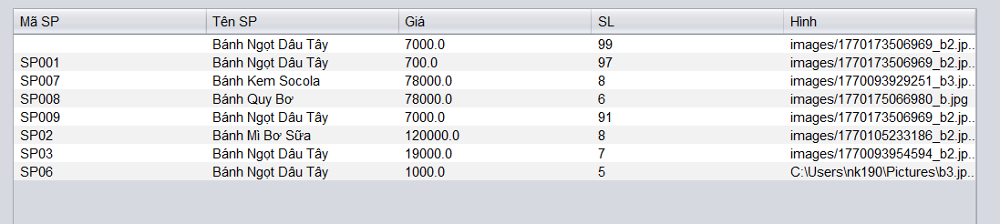 Mã SP Tên SP Giá SL Hình
Bánh Ngọt Dâu Tây 7000.0 99 images/1770173506969_b2.jp...
SP001 Bánh Ngọt Dâu Tây 700.0 97 images/1770173506969_b2.jp...
SP007 Bánh Kem Socola 78000.0 8 images/1770093929251_b3.jp...
SP008 Bánh Quy Bơ 78000.0 6 images/1770175066980_b.jpg
SP009 Bánh Ngọt Dâu Tây 7000.0 91 images/1770173506969_b2.jp...
SP02 Bánh Mì Bơ Sữa 120000.0 8 images/1770105233186_b2.jp...
SP03 Bánh Ngọt Dâu Tây 19000.0 7 images/1770093954594_b2.jp...
SP06 Bánh Ngọt Dâu Tây 1000.0 5 C:\Users\nk190\Pictures\b3.jp...